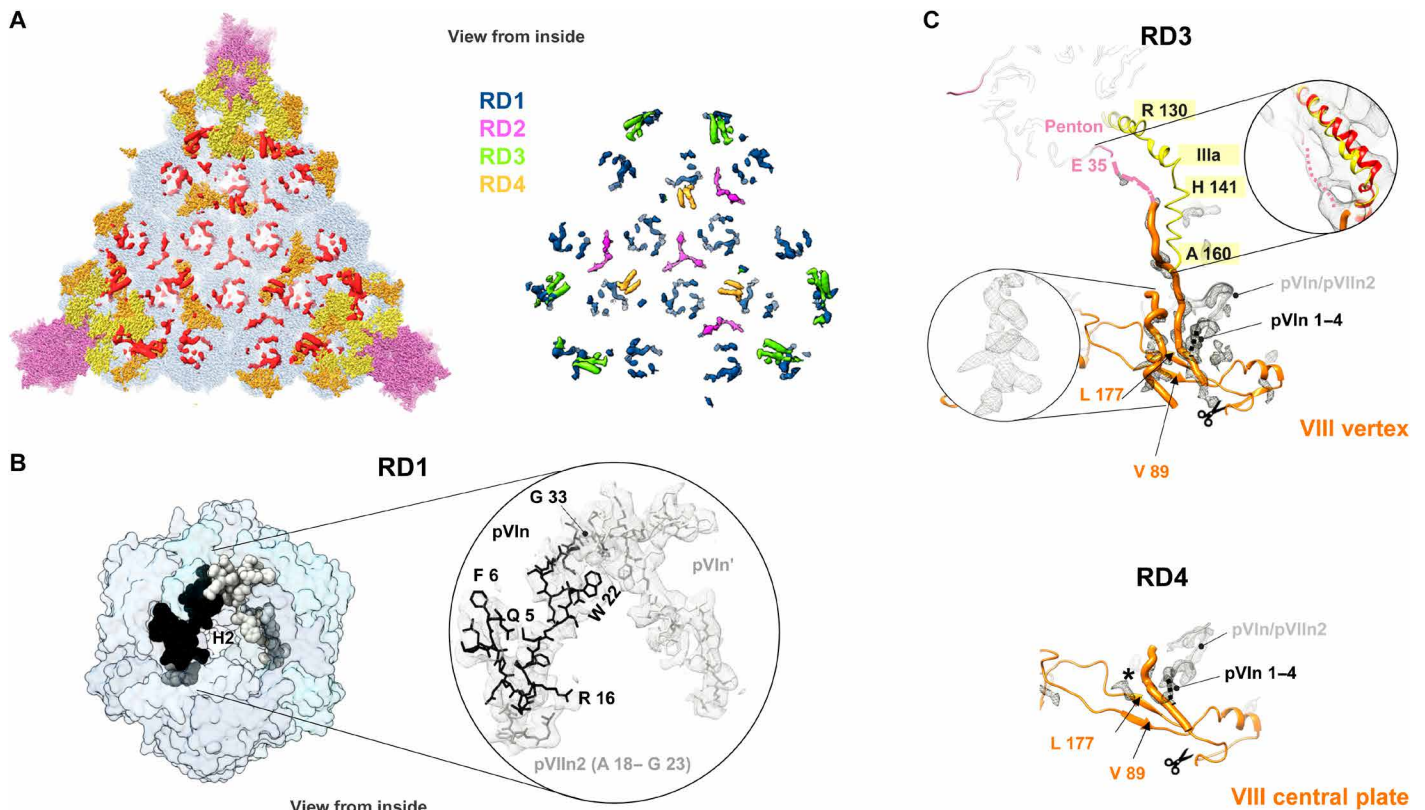 A
View from inside
RD1
RD2
RD3
RD4
B
RD1
H2
View from inside
G 33
pVIn
pVIn'
F 6
Q 5
W 22
R 16
pVIIn2 (A 18– G 23)
C
RD3
R 130
Penton
IIIa
E 35
H 141
A 160
pVIn/pVIIn2
pVIn 1–4
L 177
VIII vertex
V 89
RD4
pVIn/pVIIn2
*
pVIn 1–4
L 177
V 89
VIII central plate